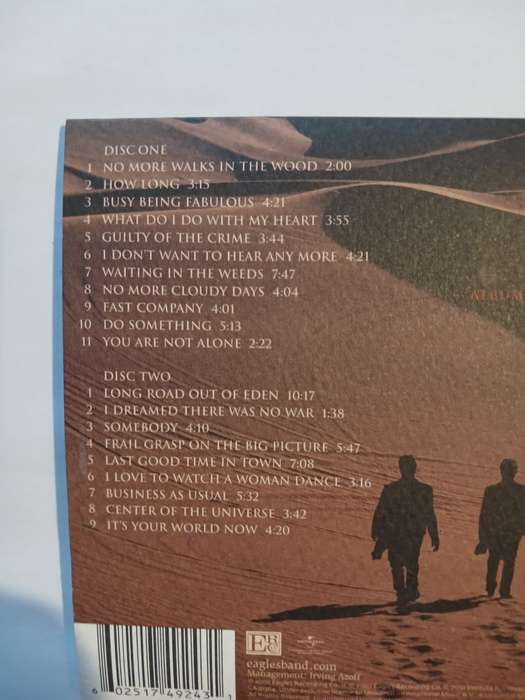 DISC ONE
1 NO MORE WALKS IN THE WOOD 2:00
2 HOW LONG 3:15
3 BUSY BEING FABULOUS 4:21
4 WHAT DO I DO WITH MY HEART 3:55
5 GUILTY OF THE CRIME 3:44
6 I DON'T WANT TO HEAR ANY MORE 4:21
7 WAITING IN THE WEEDS 7:47
8 NO MORE CLOUDY DAYS 4:04
9 FAST COMPANY 4:01
10 DO SOMETHING 5:13
11 YOU ARE NOT ALONE 2:22
DISC TWO
1 LONG ROAD OUT OF EDEN 10:17
2 I DREAMED THERE WAS NO WAR 1:38
3 SOMEBODY 4:10
4 FRAIL GRASP ON THE BIG PICTURE 5:47
5 LAST GOOD TIME IN TOWN 7:08
6 I LOVE TO WATCH A WOMAN DANCE 3:16
7 BUSINESS AS USUAL 5:32
8 CENTER OF THE UNIVERSE 3:42
9 IT'S YOUR WORLD NOW 4:20
eaglesband.com
Management: Irving Azoff
6 02517 49243 1